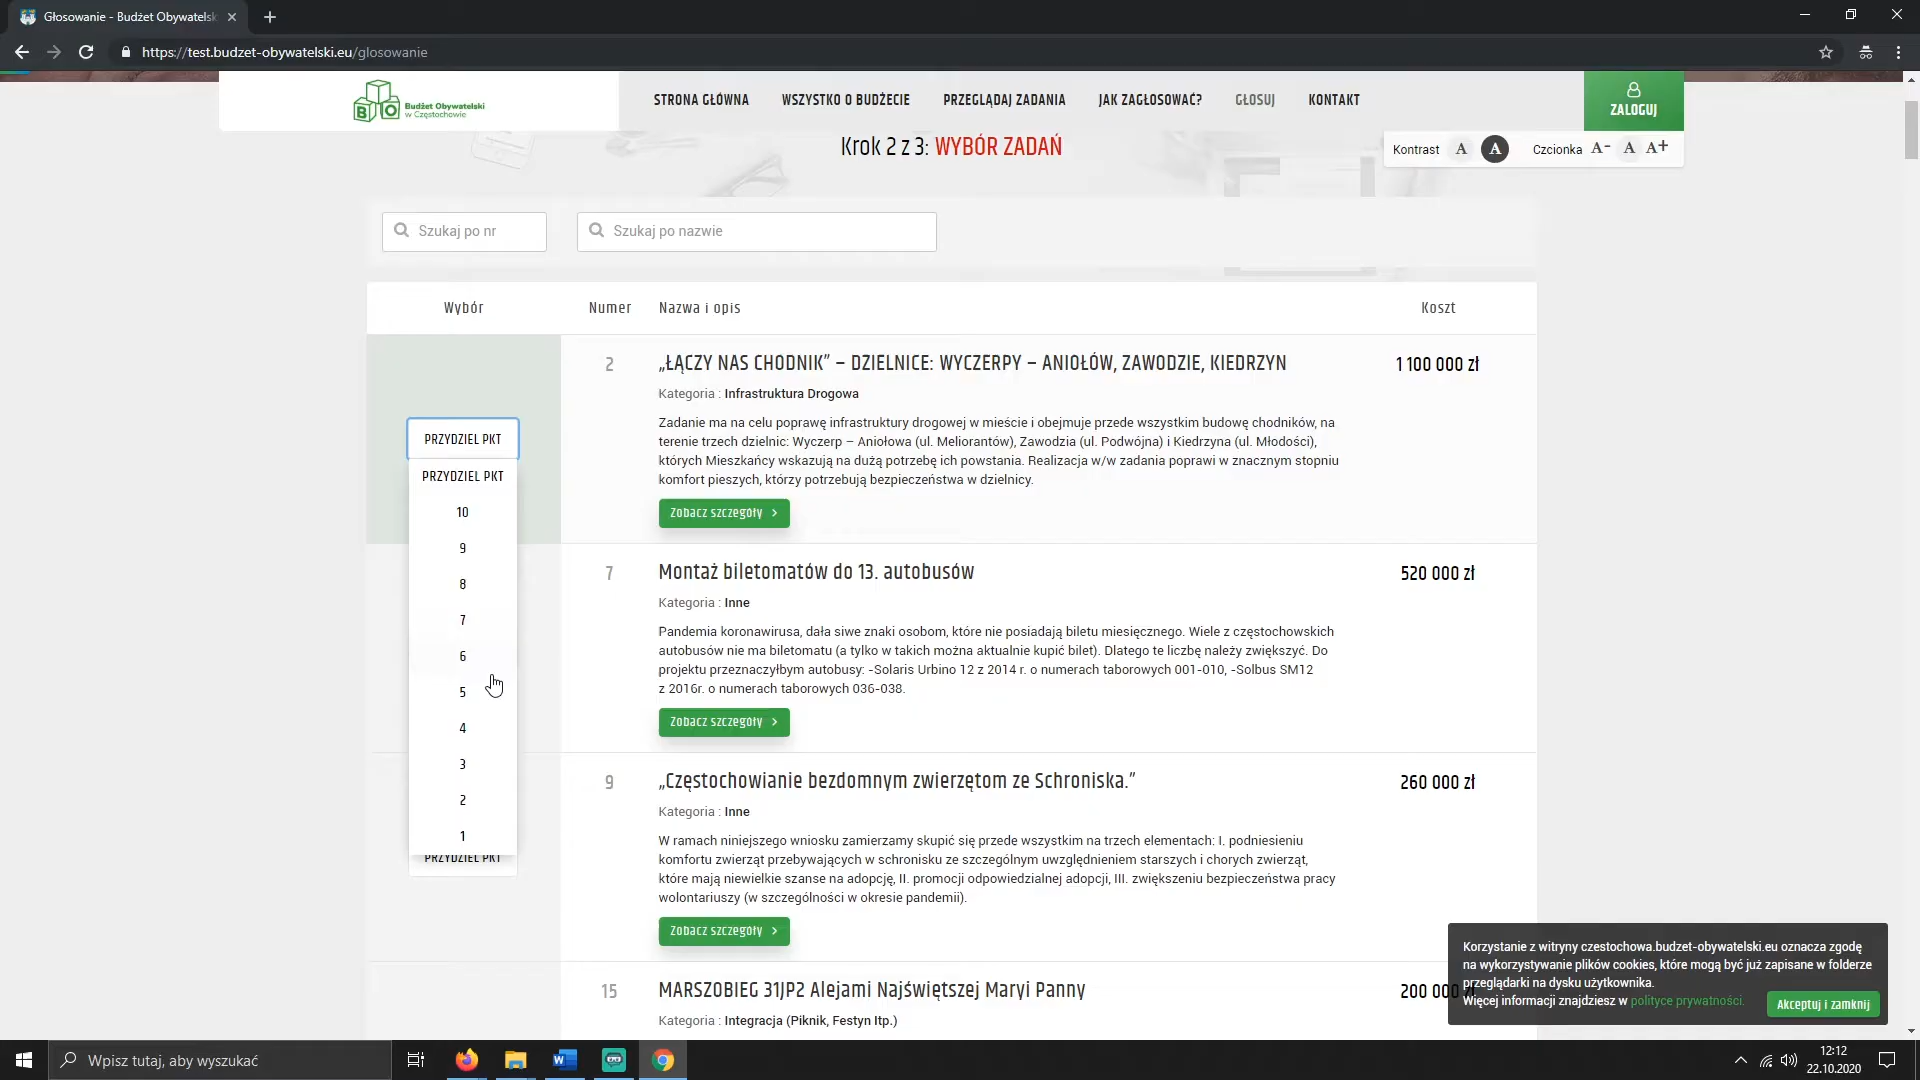 Głosowanie - Budżet Obywatelsk
https://test.budzet-obywatelski.eu/glosowanie
BO
Budżet Obywatelski
w Częstochowie
STRONA GŁÓWNA
WSZYSTKO O BUDŻECIE
PRZEGLĄDAJ ZADANIA
JAK ZAGŁOSOWAĆ?
GŁOSUJ
KONTAKT
ZALOGUJ
Krok 2 z 3: WYBÓR ZADAŃ
Kontrast A A Czcionka A- A A+
Szukaj po nr
Szukaj po nazwie
Wybór Numer Nazwa i opis Koszt
2 „ŁĄCZY NAS CHODNIK” – DZIELNICE: WYCZERPY – ANIOŁÓW, ZAWODZIE, KIEDRZYN 1 100 000 zł
Kategoria : Infrastruktura Drogowa
Zadanie ma na celu poprawę infrastruktury drogowej w mieście i obejmuje przede wszystkim budowę chodników, na
terenie trzech dzielnic: Wyczerp – Aniołowa (ul. Meliorantów), Zawodzia (ul. Podwójna) i Kiedrzyna (ul. Młodości),
których Mieszkańcy wskazują na dużą potrzebę ich powstania. Realizacja w/w zadania poprawi w znacznym stopniu
komfort pieszych, którzy potrzebują bezpieczeństwa w dzielnicy.
Zobacz szczegóły
PRZYDZIEL PKT
PRZYDZIEL PKT
10
9
8
7
6
5
4
3
2
1
PRZYDZIEL PKT
7 Montaż biletomatów do 13. autobusów 520 000 zł
Kategoria : Inne
Pandemia koronawirusa, dała siwe znaki osobom, które nie posiadają biletu miesięcznego. Wiele z częstochowskich
autobusów nie ma biletomatu (a tylko w takich można aktualnie kupić bilet). Dlatego te liczbę należy zwiększyć. Do
projektu przeznaczyłbym autobusy: -Solaris Urbino 12 z 2014 r. o numerach taborowych 001-010, -Solbus SM12
z 2016r. o numerach taborowych 036-038.
Zobacz szczegóły
9 „Częstochowianie bezdomnym zwierzętom ze Schroniska.” 260 000 zł
Kategoria : Inne
W ramach niniejszego wniosku zamierzamy skupić się przede wszystkim na trzech elementach: I. podniesieniu
komfortu zwierząt przebywających w schronisku ze szczególnym uwzględnieniem starszych i chorych zwierząt,
które mają niewielkie szanse na adopcję, II. promocji odpowiedzialnej adopcji, III. zwiększeniu bezpieczeństwa pracy
wolontariuszy (w szczególności w okresie pandemii).
Zobacz szczegóły
15 MARSZOBIEG 31JP2 Alejami Najświętszej Maryi Panny 200 000 zł
Kategoria : Integracja (Piknik, Festyn Itp.)
Korzystanie z witryny czestochowa.budzet-obywatelski.eu oznacza zgodę
na wykorzystywanie plików cookies, które mogą być już zapisane w folderze
przeglądarki na dysku użytkownika.
Więcej informacji znajdziesz w polityce prywatności.
Akceptuj i zamknij
Wpisz tutaj, aby wyszukać
12:12
22.10.2020